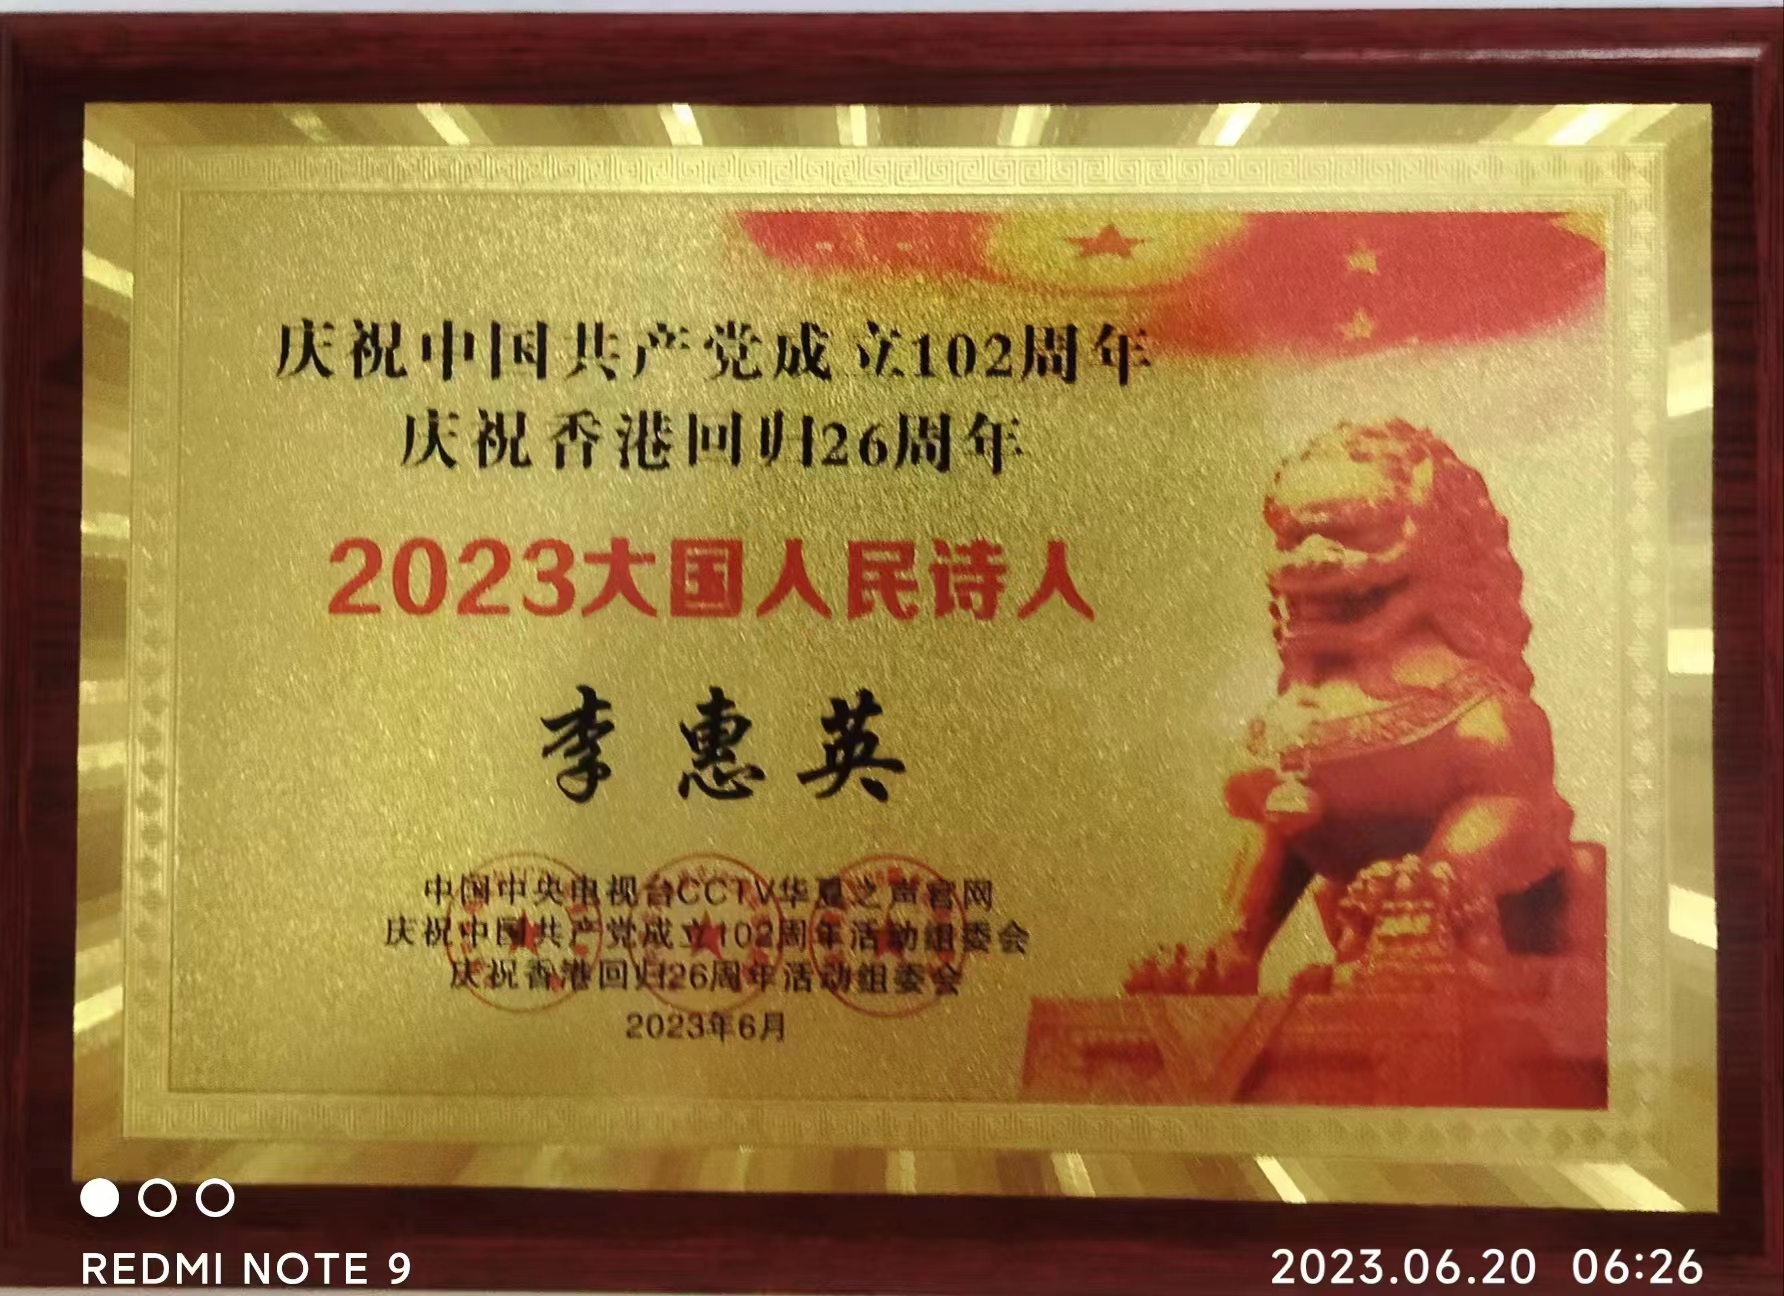 庆祝中国共产党成立102周年
庆祝香港回归26周年
2023大国人民诗人
李惠英
中国中央电视台CCTV华夏之声官网
庆祝中国共产党成立102周年活动组委会
庆祝香港回归26周年活动组委会
2023年6月
REDMI NOTE 9
2023.06.20 06:26